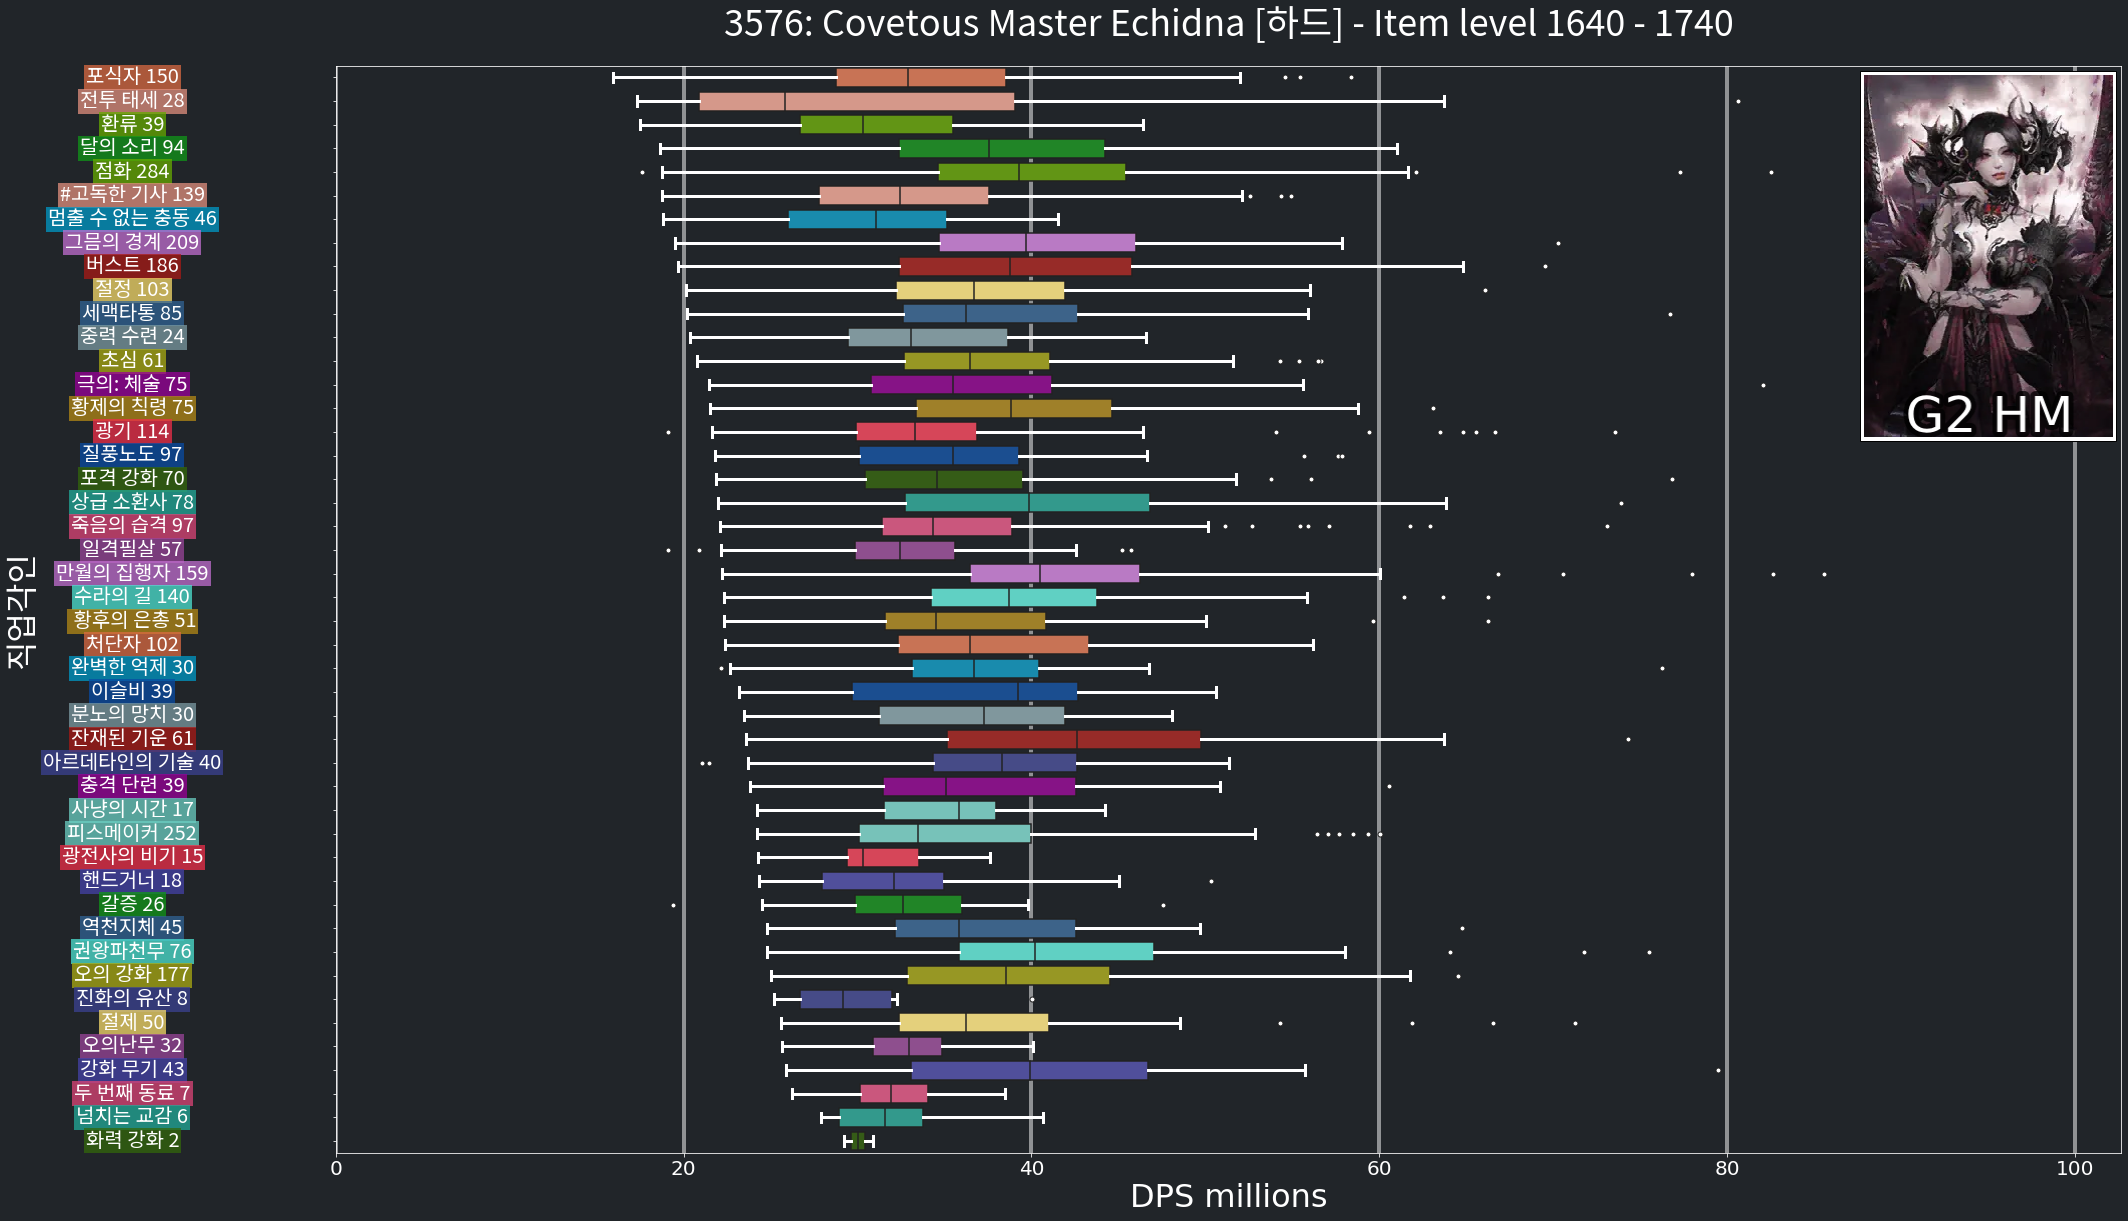 3576: Covetous Master Echidna [하드] - Item level 1640 - 1740
포식자 150
전투 태세 28
환류 39
달의 소리 94
점화 284
#고독한 기사 139
멈출 수 없는 충동 46
그믐의 경계 209
버스트 186
절정 103
세맥타통 85
중력 수련 24
초심 61
극의: 체술 75
황제의 칙령 75
광기 114
질풍노도 97
포격 강화 70
상급 소환사 78
죽음의 습격 97
일격필살 57
만월의 집행자 159
수라의 길 140
황후의 은총 51
처단자 102
완벽한 억제 30
이슬비 39
분노의 망치 30
잔재된 기운 61
아르데타인의 기술 40
충격 단련 39
사냥의 시간 17
피스메이커 252
광전사의 비기 15
핸드거너 18
갈증 26
역천지체 45
권왕파천무 76
오의 강화 177
진화의 유산 8
절제 50
오의난무 32
강화 무기 43
두 번째 동료 7
넘치는 교감 6
화력 강화 2
직업각인
G2 HM
0 20 40 60 80 100
DPS millions